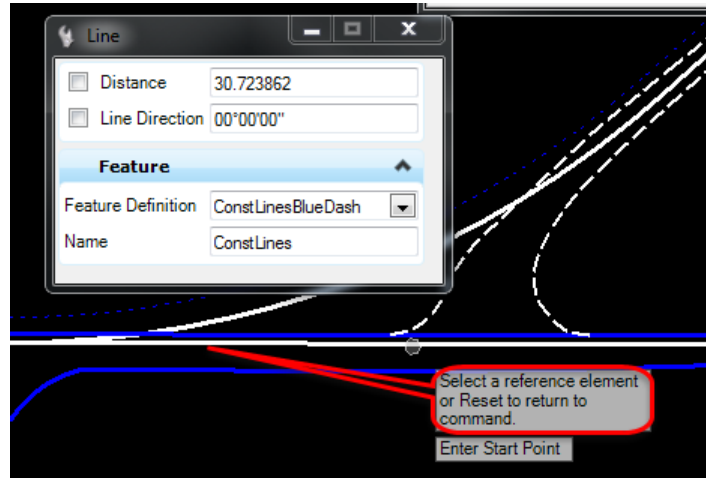 Line
Distance 30.723862
Line Direction 00°00'00"
Feature
Feature Definition ConstLinesBlueDash
Name ConstLines
Select a reference element
or Reset to return to
command.
Enter Start Point